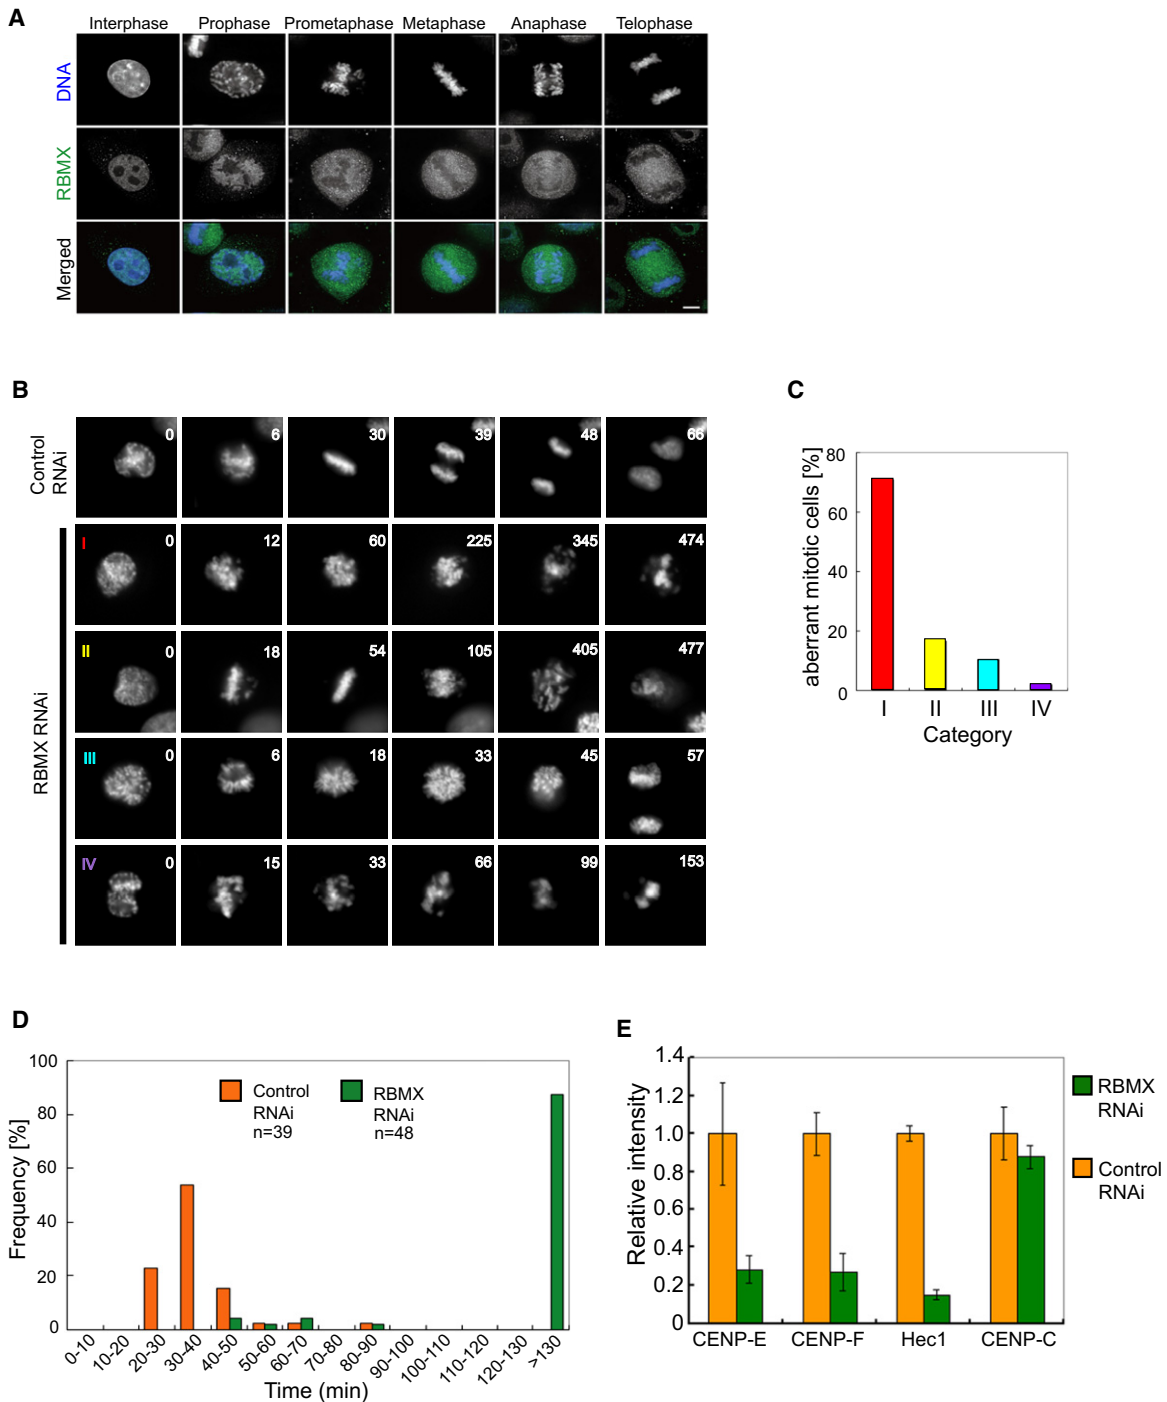 A
Interphase Prophase Prometaphase Metaphase Anaphase Telophase
DNA
RBMX
Merged
B
Control
RNAi
0 6 30 39 48 66
RBMX RNAi
I 0 12 60 225 345 474
II 0 18 54 105 405 477
III 0 6 18 33 45 57
IV 0 15 33 66 99 153
C
aberrant mitotic cells [%]
80
60
40
20
0
I II III IV
Category
D
Frequency [%]
100
80
60
40
20
0
Control
RNAi
n=39
RBMX
RNAi
n=48
0-10 10-20 20-30 30-40 40-50 50-60 60-70 70-80 80-90 90-100 100-110 110-120 120-130 >130
Time (min)
E
Relative intensity
1.4
1.2
1.0
0.8
0.6
0.4
0.2
0
CENP-E CENP-F Hec1 CENP-C
RBMX
RNAi
Control
RNAi